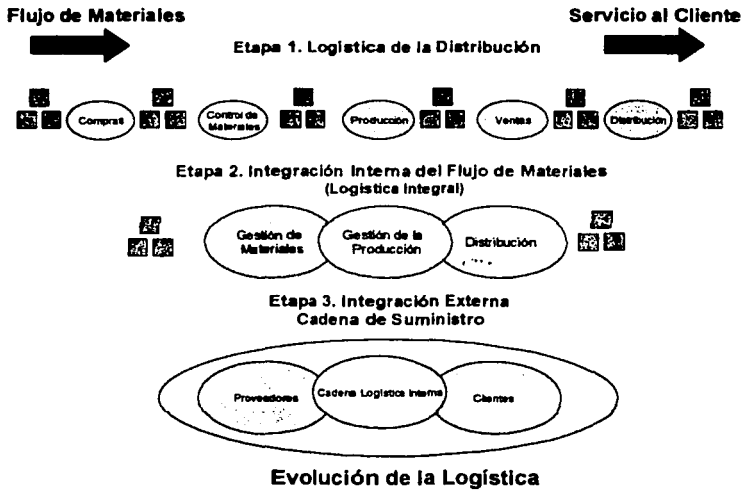 Flujo de Materiales
Servicio al Cliente
Etapa 1. Logística de la Distribución
Compras
Control de
Materiales
Producción
Ventas
Distribución
Etapa 2. Integración Interna del Flujo de Materiales
(Logística Integral)
Gestión de
Materiales
Gestión de la
Producción
Distribución
Etapa 3. Integración Externa
Cadena de Suministro
Proveedores
Cadena Logística Interna
Clientes
Evolución de la Logística